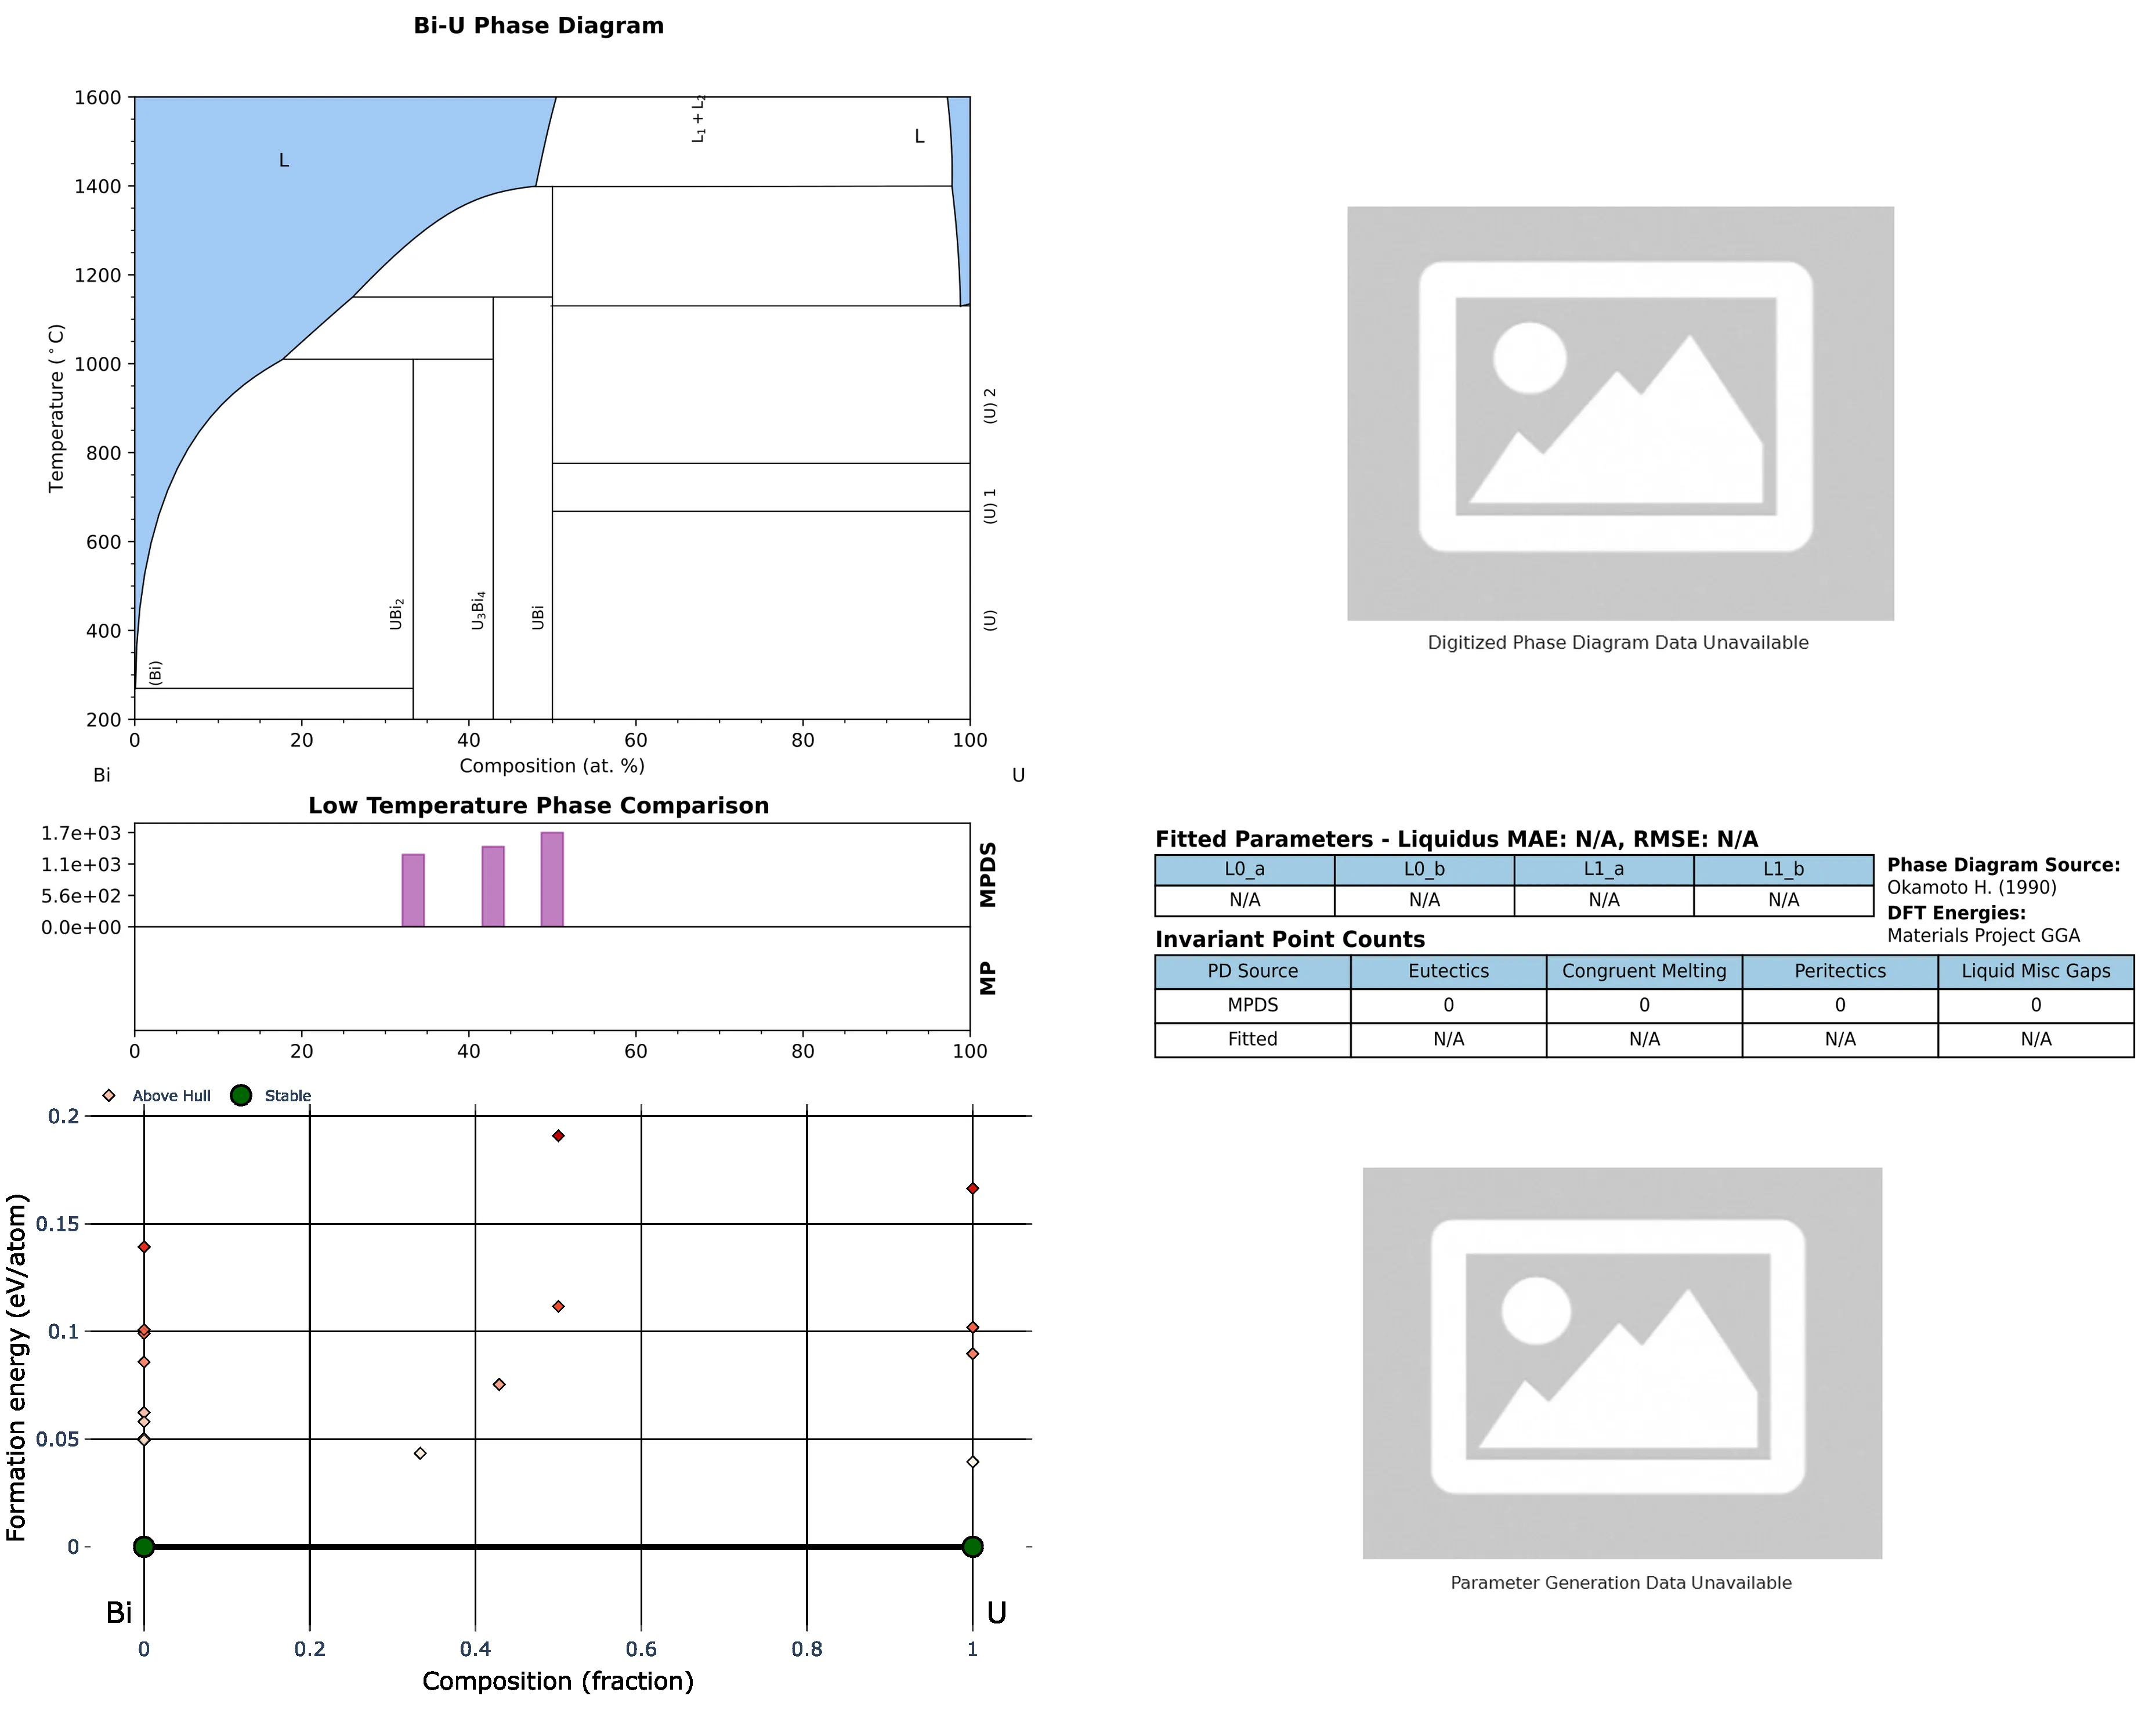 Bi-U Phase Diagram
1600
1400
1200
1000
800
600
400
200
Temperature (°C)
L
L₁ + L₂
L
(U) 2
(U) 1
(U)
(Bi)
UBi₂
U₃Bi₄
UBi
0 20 40 60 80 100
Composition (at. %)
Bi U
Digitized Phase Diagram Data Unavailable
Low Temperature Phase Comparison
1.7e+03
1.1e+03
5.6e+02
0.0e+00
MPDS
MP
0 20 40 60 80 100
Fitted Parameters - Liquidus MAE: N/A, RMSE: N/A
L0_a L0_b L1_a L1_b
N/A N/A N/A N/A
Phase Diagram Source:
Okamoto H. (1990)
DFT Energies:
Materials Project GGA
Invariant Point Counts
PD Source Eutectics Congruent Melting Peritectics Liquid Misc Gaps
MPDS 0 0 0 0
Fitted N/A N/A N/A N/A
Above Hull Stable
0.2
0.15
0.1
0.05
0
Formation energy (eV/atom)
Bi U
0 0.2 0.4 0.6 0.8 1
Composition (fraction)
Parameter Generation Data Unavailable